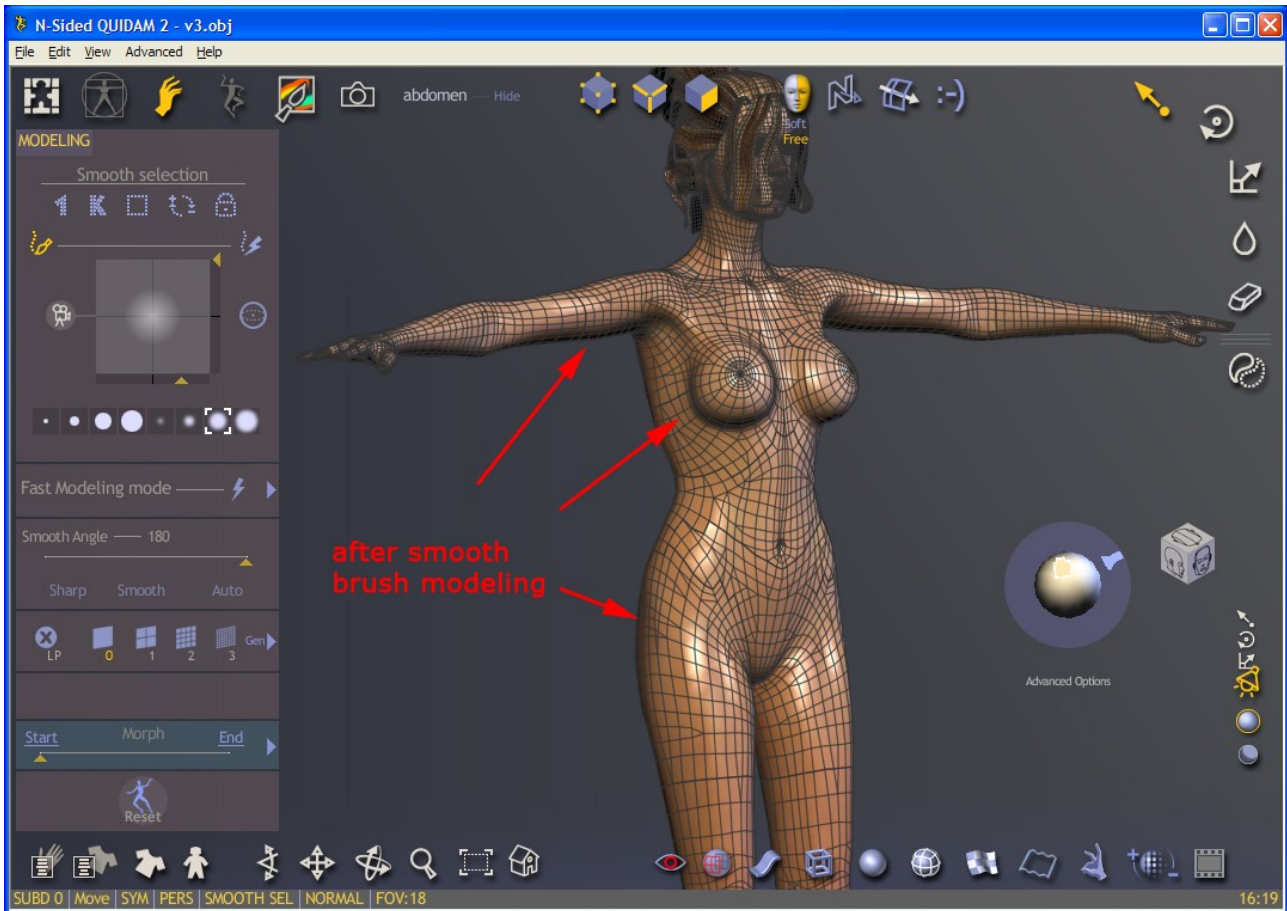 N-Sided QUIDAM 2 - v3.obj
File Edit View Advanced Help
abdomen Hide
Soft
Free
MODELING
Smooth selection
Fast Modeling mode
Smooth Angle 180
Sharp Smooth Auto
LP 0 1 2 3 Gen
Start Morph End
Reset
after smooth
brush modeling
Advanced Options
SUBD 0 Move SYM PERS SMOOTH SEL NORMAL FOV:18 16:19